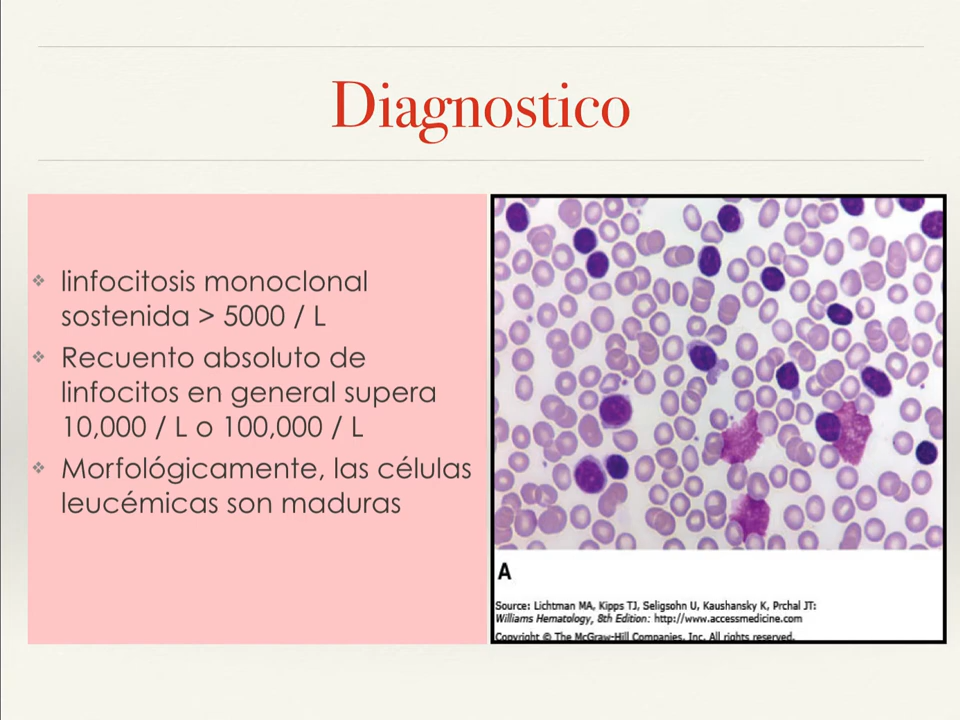 Diagnostico
linfocitosis monoclonal
sostenida > 5000 / L
Recuento absoluto de
linfocitos en general supera
10,000 / L o 100,000 / L
Morfológicamente, las células
leucémicas son maduras
A
Source: Lichtman MA, Kipps TJ, Seligsohn U, Kaushansky K, Prchal JT:
Williams Hematology, 8th Edition: http://www.accessmedicine.com
Copyright © The McGraw-Hill Companies, Inc. All rights reserved.